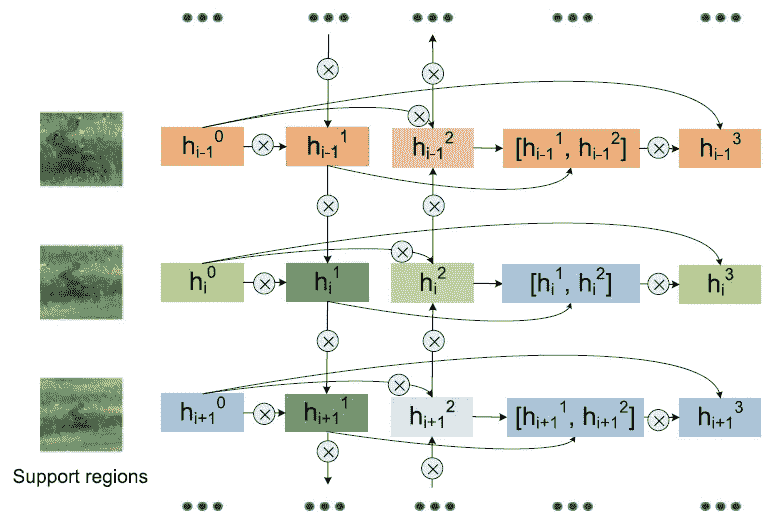 h_{i-1}^0 h_{i-1}^1 h_{i-1}^2 [h_{i-1}^1, h_{i-1}^2] h_{i-1}^3
h_i^0 h_i^1 h_i^2 [h_i^1, h_i^2] h_i^3
h_{i+1}^0 h_{i+1}^1 h_{i+1}^2 [h_{i+1}^1, h_{i+1}^2] h_{i+1}^3
Support regions